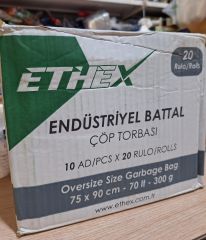 20
Rulo/Rolls
ETHEX
ENDÜSTRİYEL BATTAL
ÇÖP TORBASI
10 AD/PCS X 20 RULO/ROLLS
Oversize Size Garbage Bag
75 x 90 cm - 70 lt - 300 g
www.ethex.com.tr